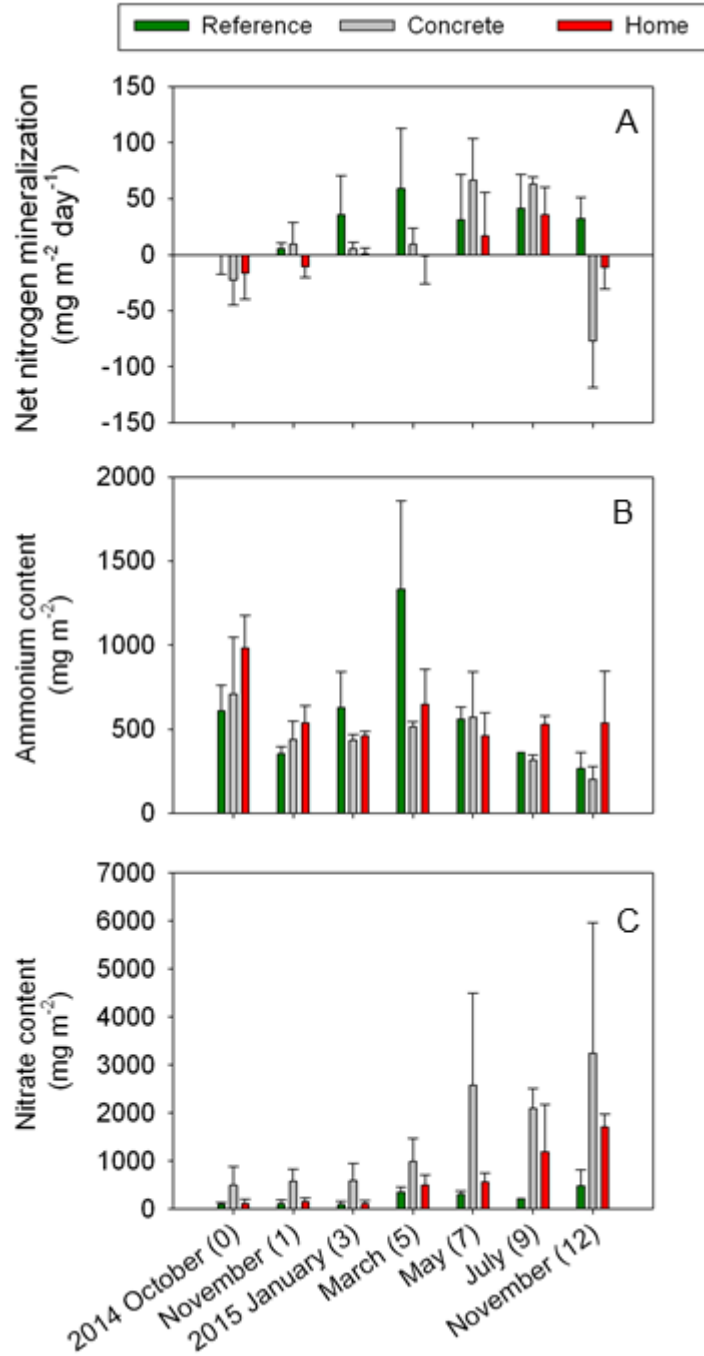 Reference Concrete Home
A
Net nitrogen mineralization
(mg m⁻² day⁻¹)
150
100
50
0
-50
-100
-150
B
Ammonium content
(mg m⁻²)
2000
1500
1000
500
0
C
Nitrate content
(mg m⁻²)
7000
6000
5000
4000
3000
2000
1000
0
2014 October (0)
November (1)
2015 January (3)
March (5)
May (7)
July (9)
November (12)